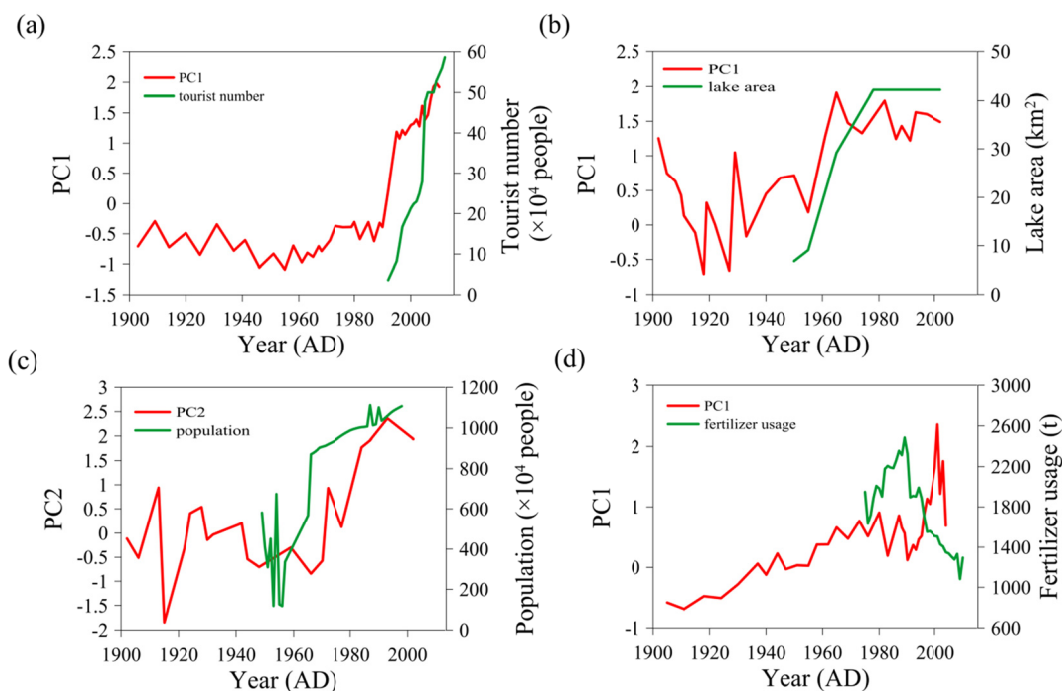 (a)
2.5
2
1.5
1
0.5
0
-0.5
-1
-1.5
PC1
PC1
tourist number
60
50
40
30
20
10
0
Tourist number
(×10⁴ people)
1900 1920 1940 1960 1980 2000
Year (AD)
(b)
2.5
2
1.5
1
0.5
0
-0.5
-1
PC1
PC1
lake area
50
40
30
20
10
0
Lake area (km²)
1900 1920 1940 1960 1980 2000
Year (AD)
(c)
3
2.5
2
1.5
1
0.5
0
-0.5
-1
-1.5
-2
PC2
PC2
population
1200
1000
800
600
400
200
0
Population (×10⁴ people)
1900 1920 1940 1960 1980 2000
Year (AD)
(d)
3
2
1
0
-1
PC1
PC1
fertilizer usage
3000
2600
2200
1800
1400
1000
600
Fertilizer usage (t)
1900 1920 1940 1960 1980 2000
Year (AD)